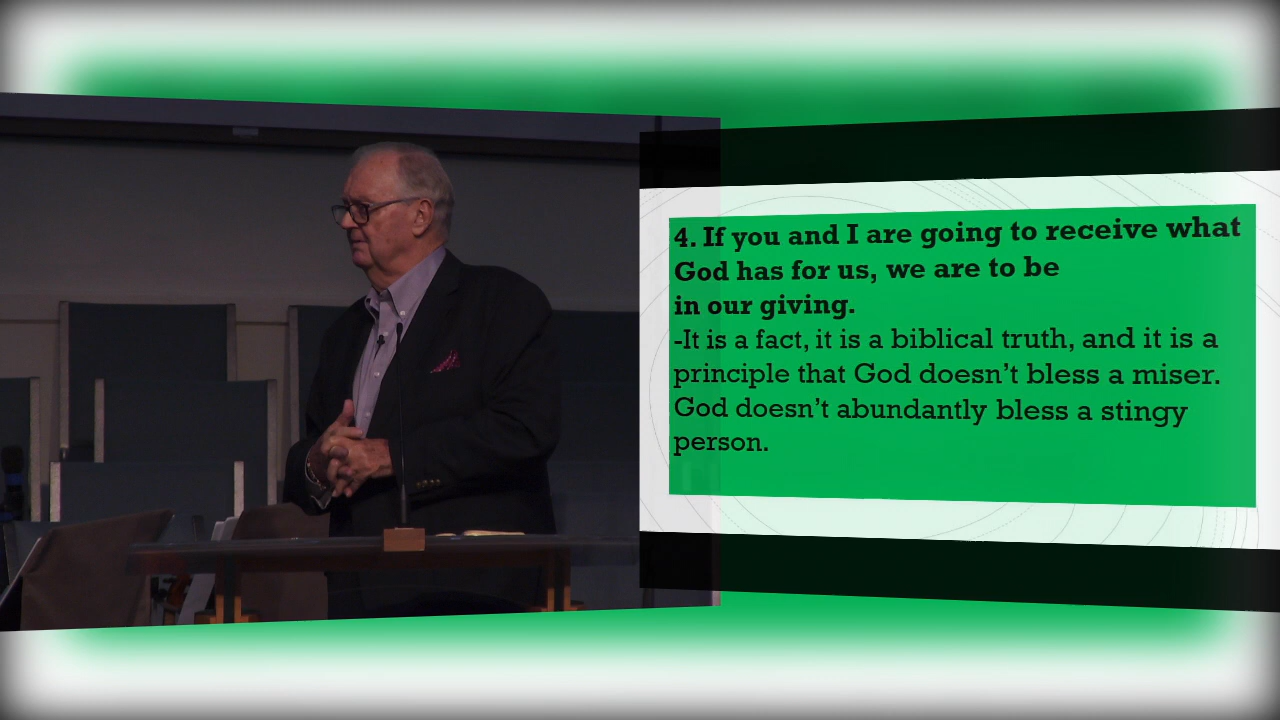 4. If you and I are going to receive what
God has for us, we are to be
in our giving.
-It is a fact, it is a biblical truth, and it is a
principle that God doesn’t bless a miser.
God doesn’t abundantly bless a stingy
person.